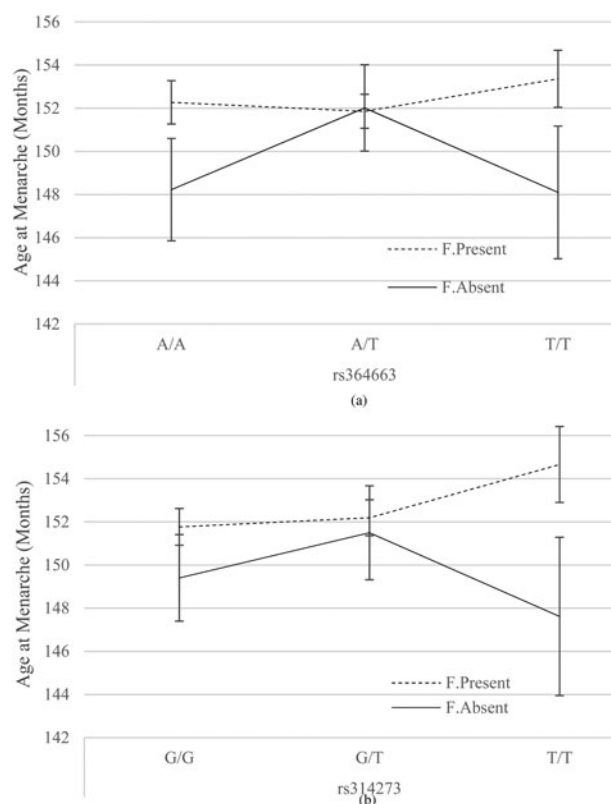 156
154
152
150
148
146
144
142
Age at Menarche (Months)
F.Present
F.Absent
A/A A/T T/T
rs364663
(a)
156
154
152
150
148
146
144
142
Age at Menarche (Months)
F.Present
F.Absent
G/G G/T T/T
rs314273
(b)